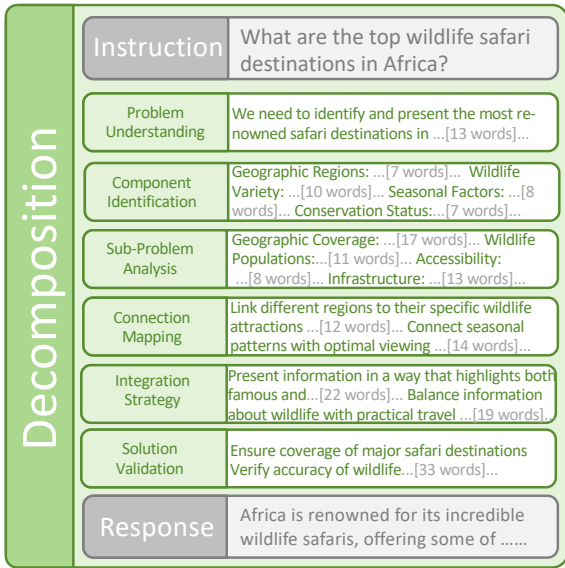 Decomposition
Instruction
What are the top wildlife safari
destinations in Africa?
Problem
Understanding
We need to identify and present the most re-
nowned safari destinations in ...[13 words]...
Component
Identification
Geographic Regions: ...[7 words]... Wildlife
Variety: ...[10 words]... Seasonal Factors: ...[8
words]... Conservation Status:...[7 words]...
Sub-Problem
Analysis
Geographic Coverage: ...[17 words]... Wildlife
Populations:...[11 words]... Accessibility:
...[8 words]... Infrastructure: ...[13 words]...
Connection
Mapping
Link different regions to their specific wildlife
attractions ...[12 words]... Connect seasonal
patterns with optimal viewing ...[14 words]...
Integration
Strategy
Present information in a way that highlights both
famous and...[22 words]... Balance information
about wildlife with practical travel ...[19 words]...
Solution
Validation
Ensure coverage of major safari destinations
Verify accuracy of wildlife...[33 words]...
Response
Africa is renowned for its incredible
wildlife safaris, offering some of ......